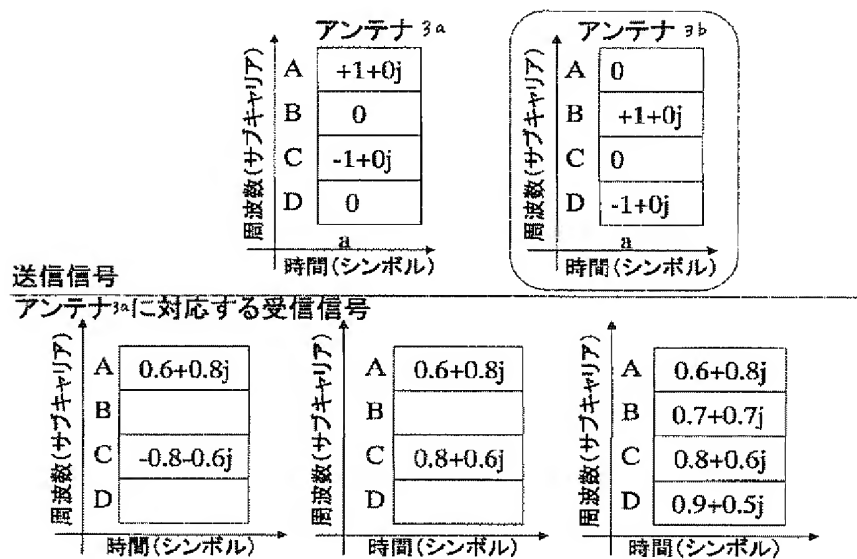 アンテナ 3a
周波数(サブキャリア)
A +1+0j
B 0
C -1+0j
D 0
a
時間(シンボル)
アンテナ 3b
周波数(サブキャリア)
A 0
B +1+0j
C 0
D -1+0j
a
時間(シンボル)
送信信号
アンテナ3aに対応する受信信号
周波数(サブキャリア)
A 0.6+0.8j
B
C -0.8-0.6j
D
時間(シンボル)
周波数(サブキャリア)
A 0.6+0.8j
B
C 0.8+0.6j
D
時間(シンボル)
周波数(サブキャリア)
A 0.6+0.8j
B 0.7+0.7j
C 0.8+0.6j
D 0.9+0.5j
時間(シンボル)